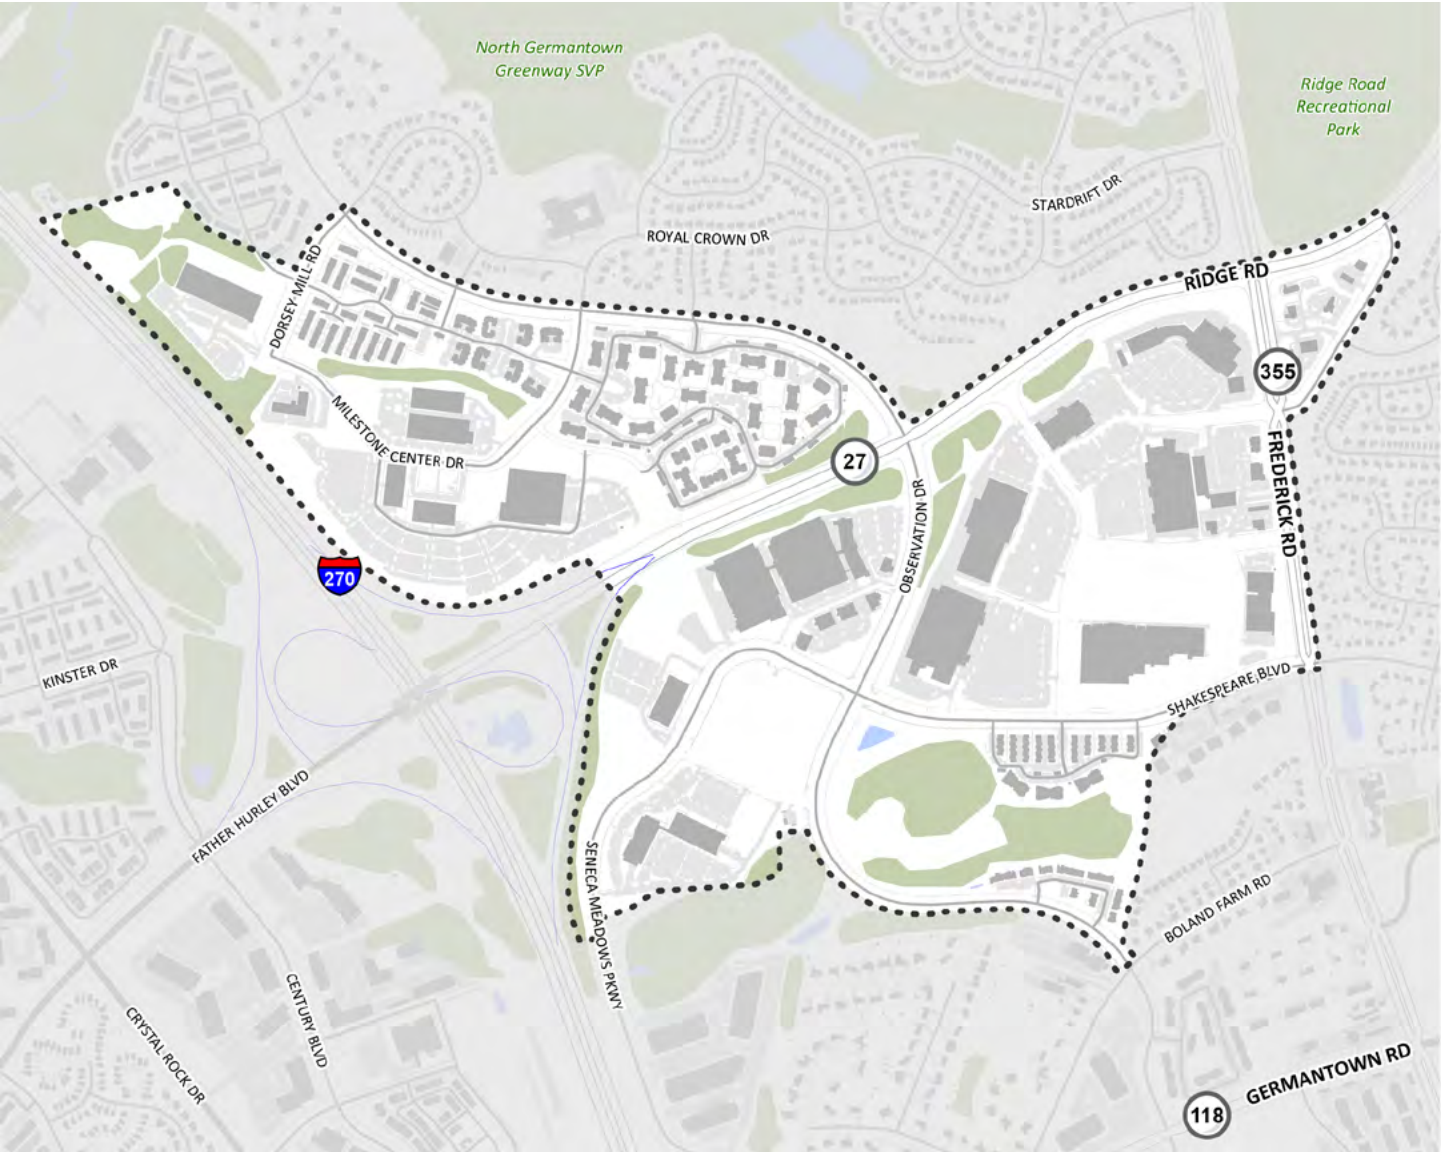 North Germantown
Greenway SVP
Ridge Road
Recreational
Park
STARDRIFT DR
ROYAL CROWN DR
RIDGE RD
DORSEY MILL RD
355
MILESTONE CENTER DR
27
FREDERICK RD
OBSERVATION DR
270
KINSTER DR
SHAKESPEARE BLVD
FATHER HURLEY BLVD
SENECA MEADOWS PKWY
BOLAND FARM RD
CENTURY BLVD
CRYSTAL ROCK DR
GERMANTOWN RD
118